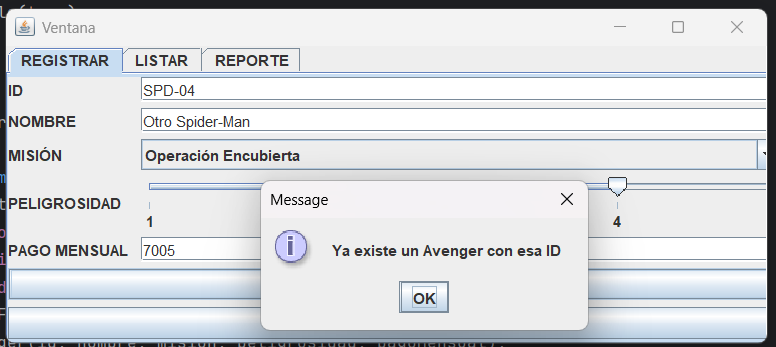 Ventana
REGISTRAR LISTAR REPORTE
ID SPD-04
NOMBRE Otro Spider-Man
MISIÓN Operación Encubierta
PELIGROSIDAD
1 4
PAGO MENSUAL 7005
Message
Ya existe un Avenger con esa ID
OK